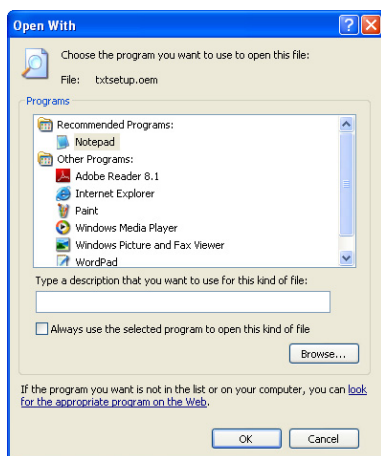 Open With
Choose the program you want to use to open this file:
File: txtsetup.oem
Programs
Recommended Programs:
Notepad
Other Programs:
Adobe Reader 8.1
Internet Explorer
Paint
Windows Media Player
Windows Picture and Fax Viewer
WordPad
Type a description that you want to use for this kind of file:
Always use the selected program to open this kind of file
Browse...
If the program you want is not in the list or on your computer, you can look
for the appropriate program on the Web.
OK Cancel